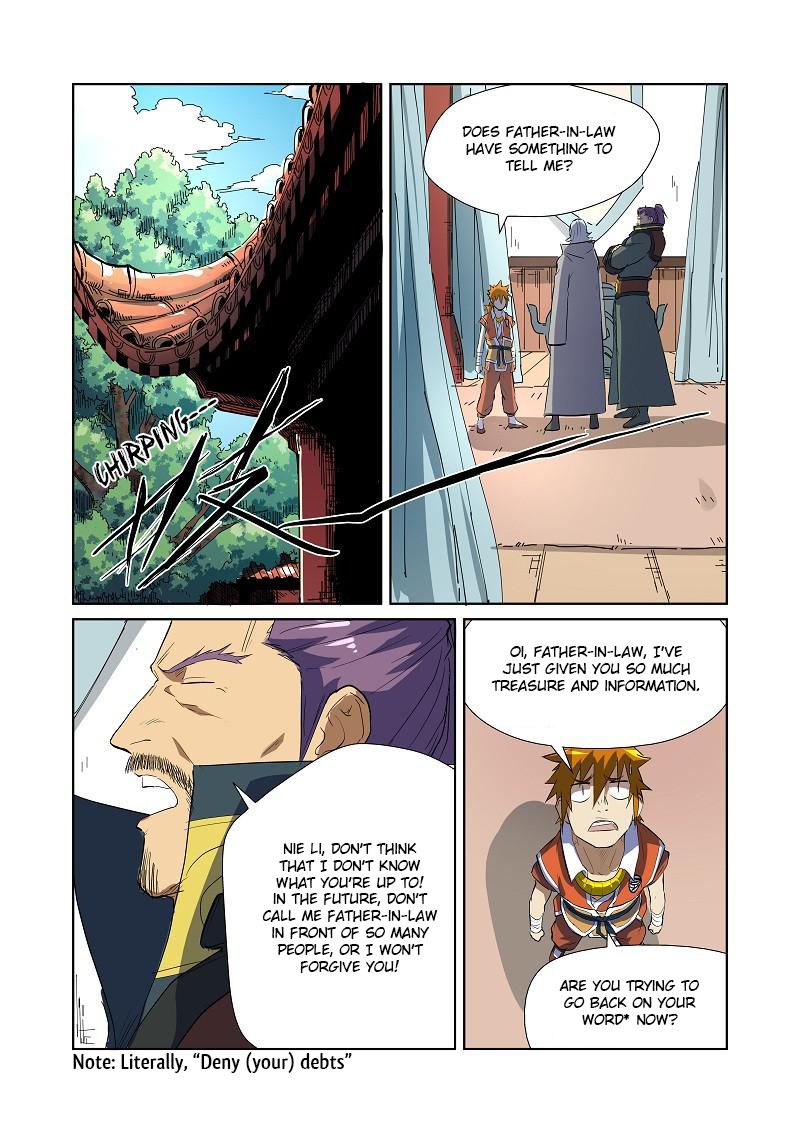 DOES FATHER-IN-LAW
HAVE SOMETHING TO
TELL ME?
CHIRPING---
吱
OI, FATHER-IN-LAW, I'VE
JUST GIVEN YOU SO MUCH
TREASURE AND INFORMATION.
NIE LI, DON'T THINK
THAT I DON'T KNOW
WHAT YOU'RE UP TO!
IN THE FUTURE, DON'T
CALL ME FATHER-IN-LAW
IN FRONT OF SO MANY
PEOPLE, OR I WON'T
FORGIVE YOU!
ARE YOU TRYING TO
GO BACK ON YOUR
WORD* NOW?
Note: Literally, “Deny (your) debts”